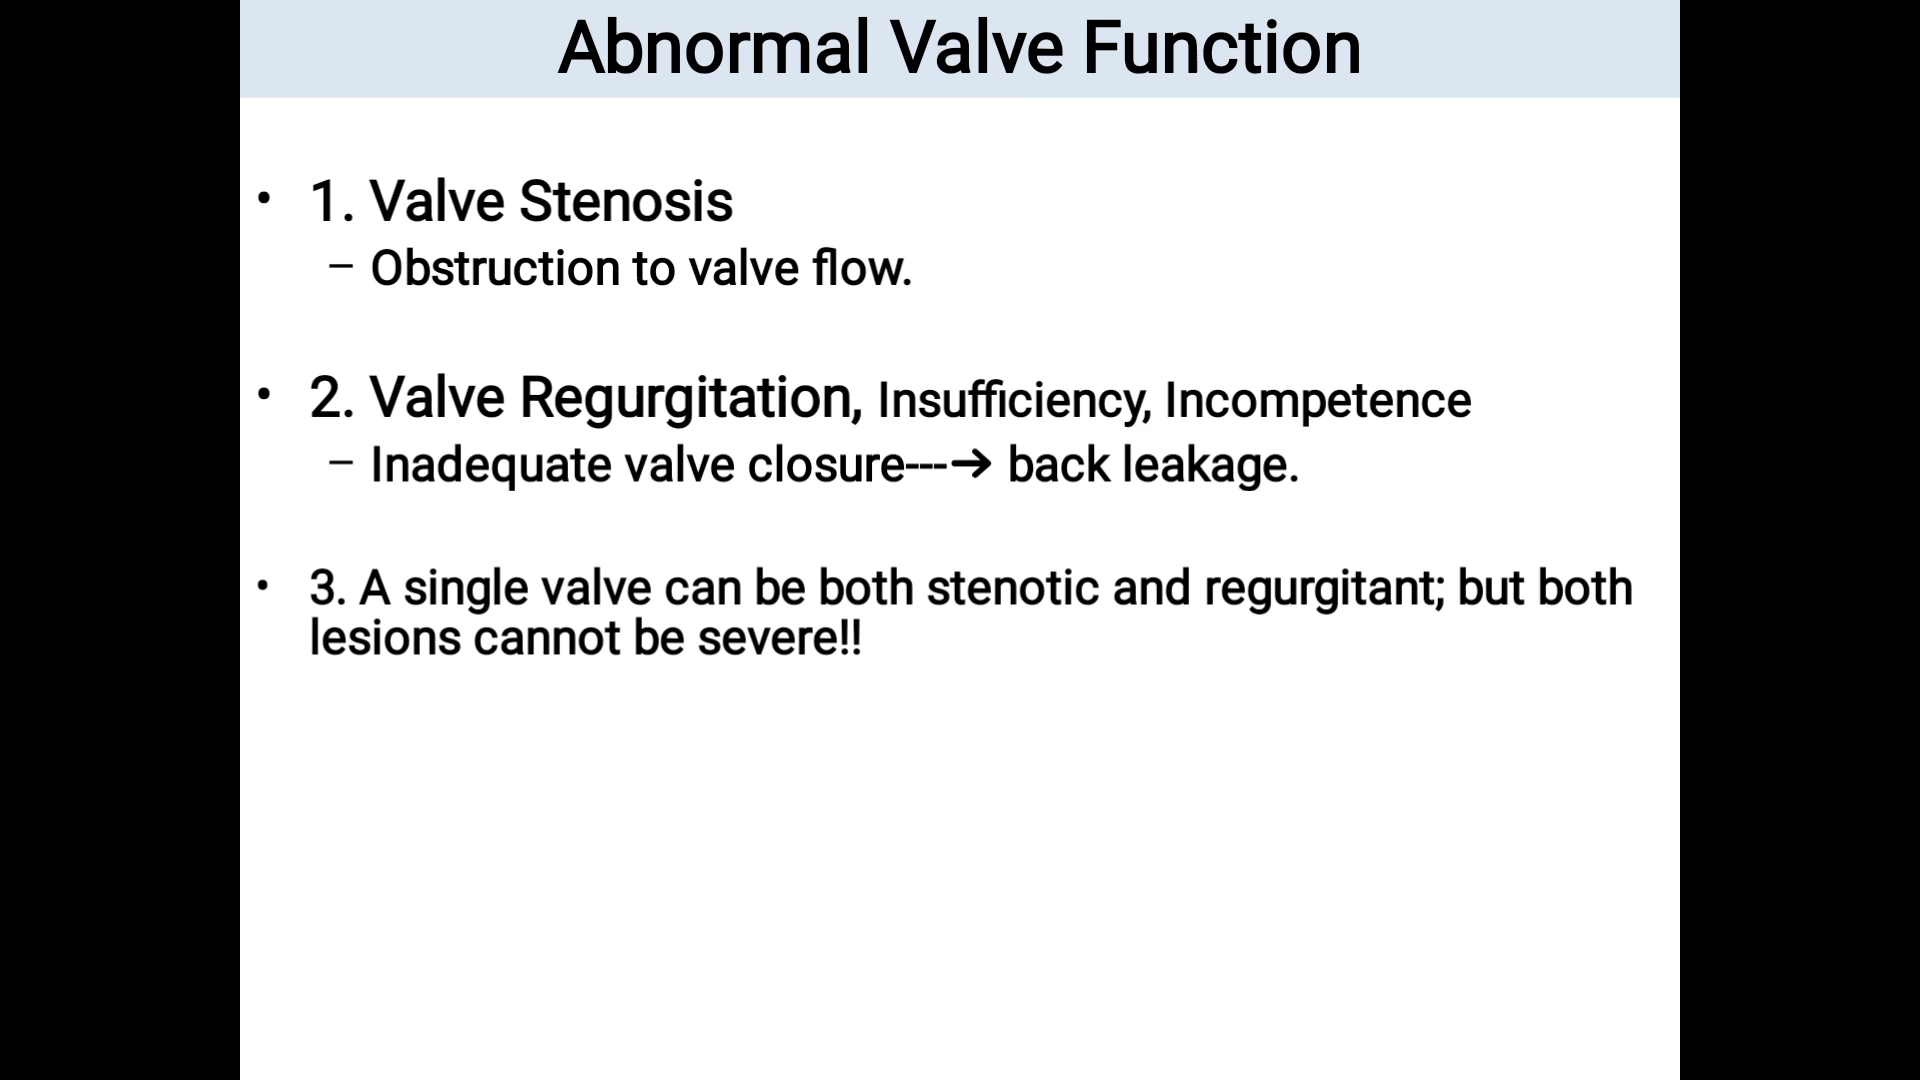 Abnormal Valve Function
• 1. Valve Stenosis
– Obstruction to valve flow.
• 2. Valve Regurgitation, Insufficiency, Incompetence
– Inadequate valve closure---➔ back leakage.
• 3. A single valve can be both stenotic and regurgitant; but both
lesions cannot be severe!!